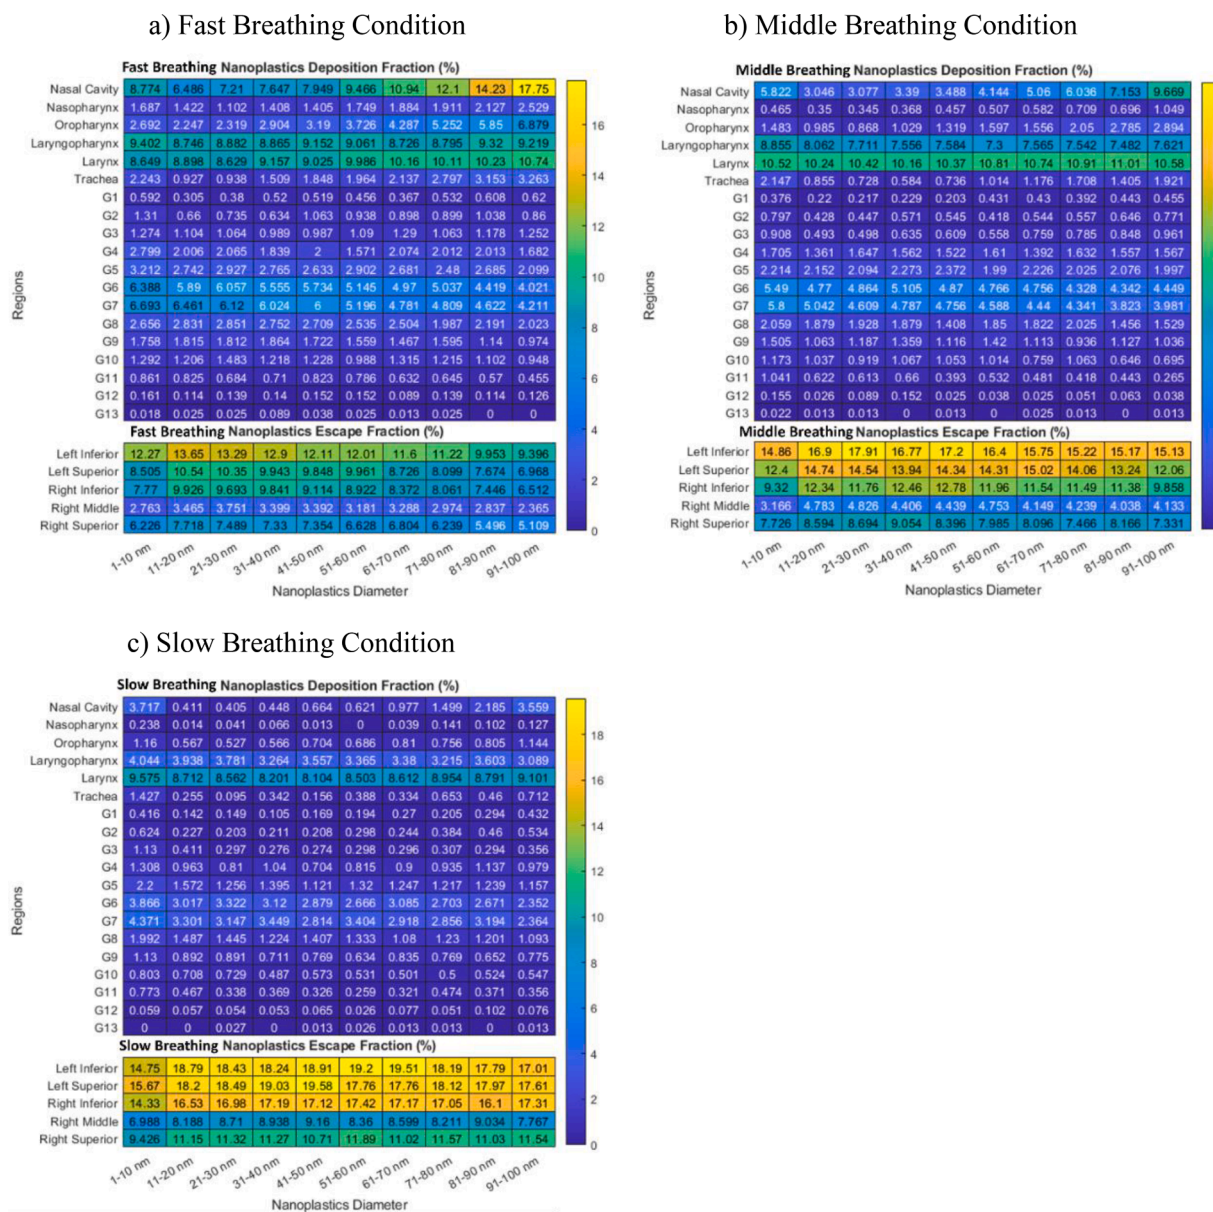 a) Fast Breathing Condition
Fast Breathing Nanoplastics Deposition Fraction (%)
Regions
Nasal Cavity 8.774 6.486 7.21 7.647 7.949 9.466 10.94 12.1 14.23 17.75
Nasopharynx 1.687 1.422 1.102 1.408 1.405 1.749 1.884 1.911 2.127 2.529
Oropharynx 2.692 2.247 2.319 2.904 3.19 3.726 4.287 5.252 5.85 6.879
Laryngopharynx 9.402 8.746 8.882 8.865 9.152 9.061 8.726 8.795 9.32 9.219
Larynx 8.649 8.898 8.629 9.157 9.025 9.986 10.16 10.11 10.23 10.74
Trachea 2.243 0.927 0.938 1.509 1.848 1.964 2.137 2.797 3.153 3.263
G1 0.592 0.305 0.38 0.52 0.519 0.456 0.367 0.532 0.608 0.62
G2 1.31 0.66 0.735 0.634 1.063 0.938 0.898 0.899 1.038 0.86
G3 1.274 1.104 1.064 0.989 0.987 1.09 1.29 1.063 1.178 1.252
G4 2.799 2.006 2.065 1.839 2 1.571 2.074 2.012 2.013 1.682
G5 3.212 2.742 2.927 2.765 2.633 2.902 2.681 2.48 2.685 2.099
G6 6.388 5.89 6.057 5.555 5.734 5.145 4.97 5.037 4.419 4.021
G7 6.693 6.461 6.12 6.024 6 5.196 4.781 4.809 4.622 4.211
G8 2.656 2.831 2.851 2.752 2.709 2.535 2.504 1.987 2.191 2.023
G9 1.758 1.815 1.812 1.864 1.722 1.559 1.467 1.595 1.14 0.974
G10 1.292 1.206 1.483 1.218 1.228 0.988 1.315 1.215 1.102 0.948
G11 0.861 0.825 0.684 0.71 0.823 0.786 0.632 0.645 0.57 0.455
G12 0.161 0.114 0.139 0.14 0.152 0.152 0.089 0.139 0.114 0.126
G13 0.018 0.025 0.025 0.089 0.038 0.025 0.013 0.025 0 0
Fast Breathing Nanoplastics Escape Fraction (%)
Left Inferior 12.27 13.65 13.29 12.9 12.11 12.01 11.6 11.22 9.953 9.396
Left Superior 8.505 10.54 10.35 9.943 9.848 9.961 8.726 8.099 7.674 6.968
Right Inferior 7.77 9.926 9.693 9.841 9.114 8.922 8.372 8.061 7.446 6.512
Right Middle 2.763 3.465 3.751 3.399 3.392 3.181 3.288 2.974 2.837 2.365
Right Superior 6.226 7.718 7.489 7.33 7.354 6.628 6.804 6.239 5.496 5.109
1-10 nm 11-20 nm 21-30 nm 31-40 nm 41-50 nm 51-60 nm 61-70 nm 71-80 nm 81-90 nm 91-100 nm
Nanoplastics Diameter
16
14
12
10
8
6
4
2
0
b) Middle Breathing Condition
Middle Breathing Nanoplastics Deposition Fraction (%)
Regions
Nasal Cavity 5.822 3.046 3.077 3.39 3.488 4.144 5.06 6.036 7.153 9.669
Nasopharynx 0.465 0.35 0.345 0.368 0.457 0.507 0.582 0.709 0.696 1.049
Oropharynx 1.483 0.985 0.868 1.029 1.319 1.597 1.556 2.05 2.785 2.894
Laryngopharynx 8.855 8.062 7.711 7.556 7.584 7.3 7.565 7.542 7.482 7.621
Larynx 10.52 10.24 10.42 10.16 10.37 10.81 10.74 10.91 11.01 10.58
Trachea 2.147 0.855 0.728 0.584 0.736 1.014 1.176 1.708 1.405 1.921
G1 0.376 0.22 0.217 0.229 0.203 0.431 0.43 0.392 0.443 0.455
G2 0.797 0.428 0.447 0.571 0.545 0.418 0.544 0.557 0.646 0.771
G3 0.908 0.493 0.498 0.635 0.609 0.558 0.759 0.785 0.848 0.961
G4 1.705 1.361 1.647 1.562 1.522 1.61 1.392 1.632 1.557 1.567
G5 2.214 2.152 2.094 2.273 2.372 1.99 2.226 2.025 2.076 1.997
G6 5.49 4.77 4.864 5.105 4.87 4.766 4.756 4.328 4.342 4.449
G7 5.8 5.042 4.609 4.787 4.756 4.588 4.44 4.341 3.823 3.981
G8 2.059 1.879 1.928 1.879 1.408 1.85 1.822 2.025 1.456 1.529
G9 1.505 1.063 1.187 1.359 1.116 1.42 1.113 0.936 1.127 1.036
G10 1.173 1.037 0.919 1.067 1.053 1.014 0.759 1.063 0.646 0.695
G11 1.041 0.622 0.613 0.66 0.393 0.532 0.481 0.418 0.443 0.265
G12 0.155 0.026 0.089 0.152 0.025 0.038 0.025 0.051 0.063 0.038
G13 0.022 0.013 0.013 0 0.013 0 0.025 0.013 0 0.013
Middle Breathing Nanoplastics Escape Fraction (%)
Left Inferior 14.86 16.9 17.91 16.77 17.2 16.4 15.75 15.22 15.17 15.13
Left Superior 12.4 14.74 14.54 13.94 14.34 14.31 15.02 14.06 13.24 12.06
Right Inferior 9.32 12.34 11.76 12.46 12.78 11.96 11.54 11.49 11.38 9.858
Right Middle 3.166 4.783 4.826 4.406 4.439 4.753 4.149 4.239 4.038 4.133
Right Superior 7.726 8.594 8.694 9.054 8.396 7.985 8.096 7.466 8.166 7.331
1-10 nm 11-20 nm 21-30 nm 31-40 nm 41-50 nm 51-60 nm 61-70 nm 71-80 nm 81-90 nm 91-100 nm
Nanoplastics Diameter
c) Slow Breathing Condition
Slow Breathing Nanoplastics Deposition Fraction (%)
Regions
Nasal Cavity 3.717 0.411 0.405 0.448 0.664 0.621 0.977 1.499 2.185 3.559
Nasopharynx 0.238 0.014 0.041 0.066 0.013 0 0.039 0.141 0.102 0.127
Oropharynx 1.16 0.567 0.527 0.566 0.704 0.686 0.81 0.756 0.805 1.144
Laryngopharynx 4.044 3.938 3.781 3.264 3.557 3.365 3.38 3.215 3.603 3.089
Larynx 9.575 8.712 8.562 8.201 8.104 8.503 8.612 8.954 8.791 9.101
Trachea 1.427 0.255 0.095 0.342 0.156 0.388 0.334 0.653 0.46 0.712
G1 0.416 0.142 0.149 0.105 0.169 0.194 0.27 0.205 0.294 0.432
G2 0.624 0.227 0.203 0.211 0.208 0.298 0.244 0.384 0.46 0.534
G3 1.13 0.411 0.297 0.276 0.274 0.298 0.296 0.307 0.294 0.356
G4 1.308 0.963 0.81 1.04 0.704 0.815 0.9 0.935 1.137 0.979
G5 2.2 1.572 1.256 1.395 1.121 1.32 1.247 1.217 1.239 1.157
G6 3.866 3.017 3.322 3.12 2.879 2.666 3.085 2.703 2.671 2.352
G7 4.371 3.301 3.147 3.449 2.814 3.404 2.918 2.856 3.194 2.364
G8 1.992 1.487 1.445 1.224 1.407 1.333 1.08 1.23 1.201 1.093
G9 1.13 0.892 0.891 0.711 0.769 0.634 0.835 0.769 0.652 0.775
G10 0.803 0.708 0.729 0.487 0.573 0.531 0.501 0.5 0.524 0.547
G11 0.773 0.467 0.338 0.369 0.326 0.259 0.321 0.474 0.371 0.356
G12 0.059 0.057 0.054 0.053 0.065 0.026 0.077 0.051 0.102 0.076
G13 0 0 0.027 0 0.013 0.026 0.013 0.013 0 0.013
Slow Breathing Nanoplastics Escape Fraction (%)
Left Inferior 14.75 18.79 18.43 18.24 18.91 19.2 19.51 18.19 17.79 17.01
Left Superior 15.67 18.2 18.49 19.03 19.58 17.76 17.76 18.12 17.97 17.61
Right Inferior 14.33 16.53 16.98 17.19 17.12 17.42 17.17 17.05 16.1 17.31
Right Middle 6.988 8.188 8.71 8.938 9.16 8.36 8.599 8.211 9.034 7.767
Right Superior 9.426 11.15 11.32 11.27 10.71 11.89 11.02 11.57 11.03 11.54
1-10 nm 11-20 nm 21-30 nm 31-40 nm 41-50 nm 51-60 nm 61-70 nm 71-80 nm 81-90 nm 91-100 nm
Nanoplastics Diameter
18
16
14
12
10
8
6
4
2
0